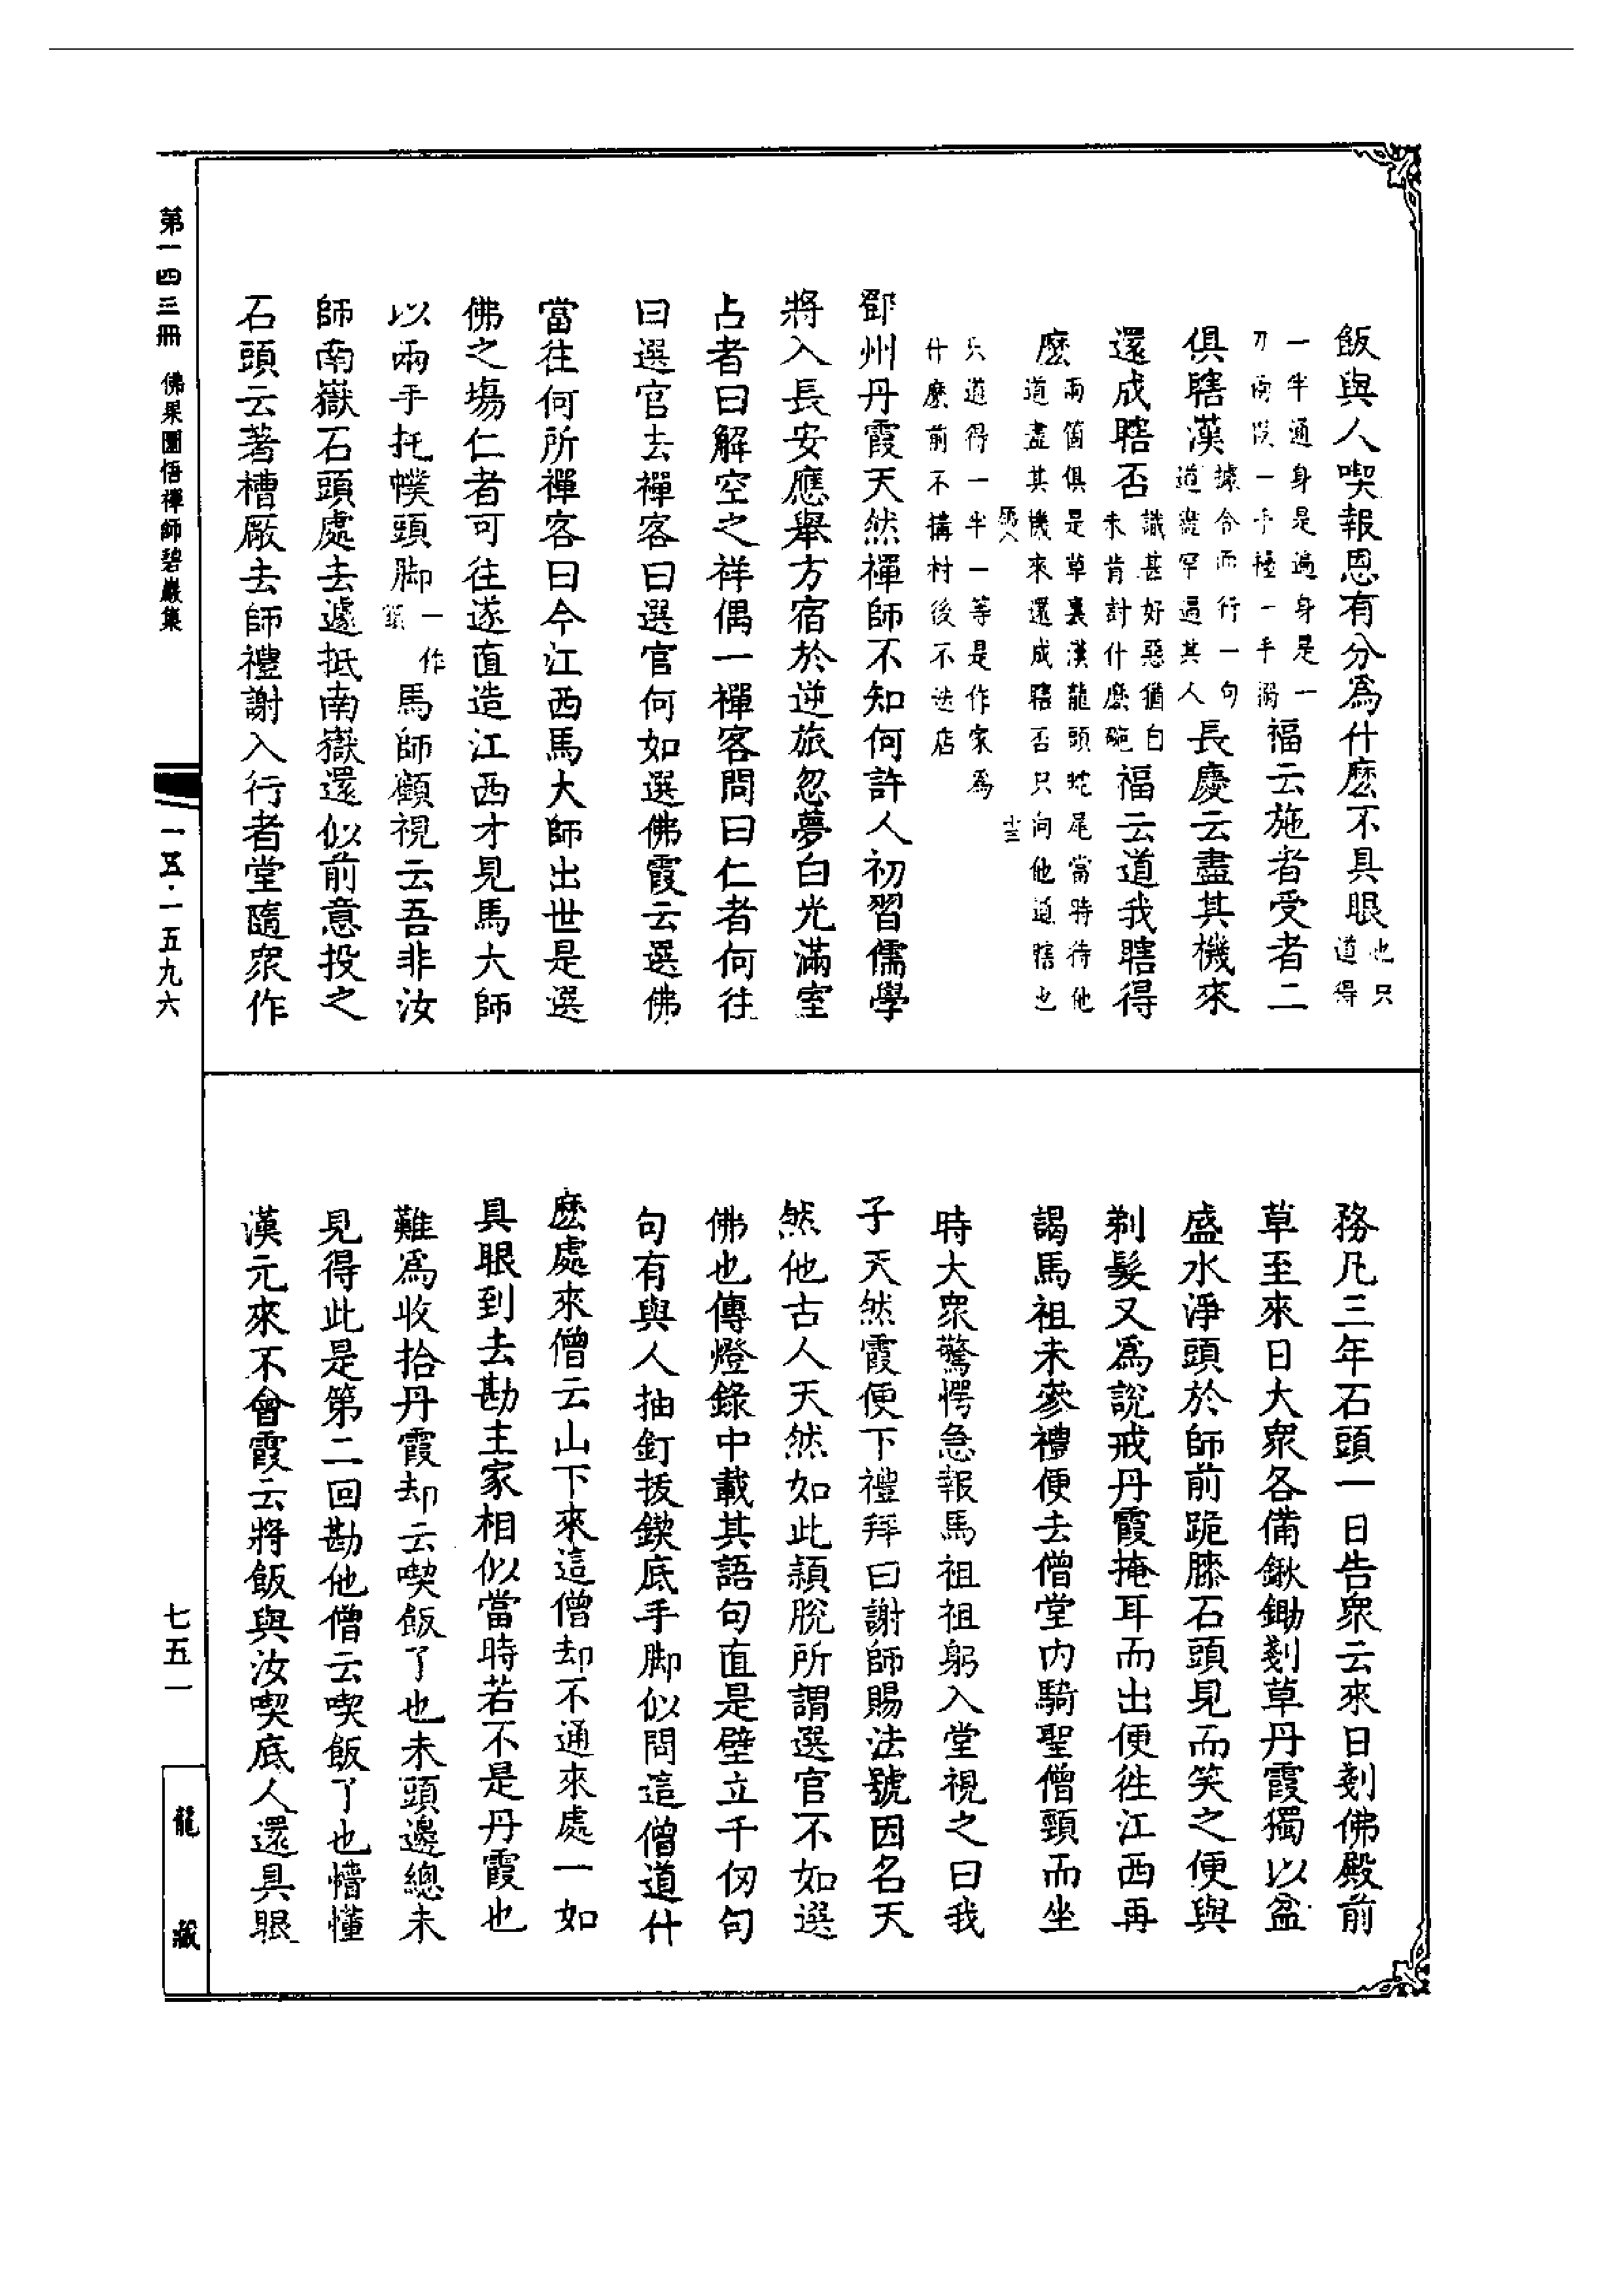 飯與人喫報恩有分為什麼不具眼也只道得
一半通身是遍身是一刀兩段一手擡一手搦福云施者受者二
俱瞎漢據令而行一句道盡罕遇其人長慶云盡其機來
還成瞎否識甚好惡猶自未肯討什麼碗福云道我瞎得
麼兩箇俱是草裏漢龍頭蛇尾當時待他道盡其機來還成瞎否只向他道瞎也
只道得一半一等是作家為什麼前不搆村後不迭店
鄧州丹霞天然禪師不知何許人初習儒學
將入長安應舉方宿於逆旅忽夢白光滿室
占者曰解空之祥偶一禪客問曰仁者何往
曰選官去禪客曰選官何如選佛霞云選佛
當往何所禪客曰今江西馬大師出世是選
佛之場仁者可往遂直造江西才見馬大師
以兩手托幞頭脚一作額馬師顧視云吾非汝
師南嶽石頭處去遽抵南嶽還似前意投之
石頭云著槽厰去師禮謝入行者堂隨眾作
務凡三年石頭一日告眾云來日剗佛殿前
草至來日大眾各備鍬鋤剗草丹霞獨以盆
盛水淨頭於師前跪膝石頭見而笑之便與
剃髮又為說戒丹霞掩耳而出便徃江西再
謁馬祖未參禮便去僧堂内騎聖僧頸而坐
時大眾驚愕急報馬祖祖躬入堂視之曰我
子天然霞便下禮拜曰謝師賜法號因名天
然他古人天然如此穎脫所謂選官不如選
佛也傳燈錄中載其語句直是壁立千仞句
句有與人抽釘拔鍥底手脚似問這僧道什
麼處來僧云山下來這僧却不通來處一如
具眼到去勘主家相似當時若不是丹霞也
難為收拾丹霞却云喫飯了也未頭邊總未
見得此是第二回勘他僧云喫飯了也懵懂
漢元來不會霞云將飯與汝喫底人還具眼
第一四三冊　佛果圜悟禪師碧巖集
一五·一五九六
七五一
龍藏